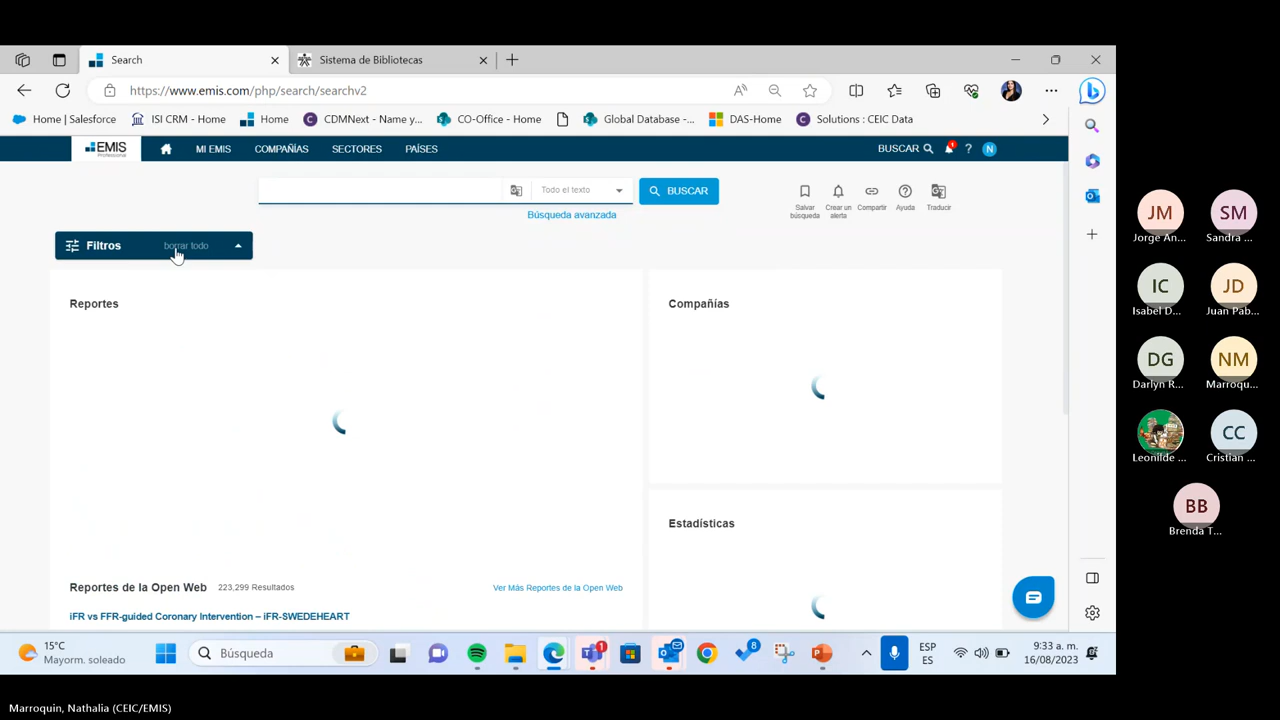 Search
Sistema de Bibliotecas
https://www.emis.com/php/search/searchv2
Home | Salesforce
ISI CRM - Home
Home
CDMNext - Name y...
CO-Office - Home
Global Database -...
DAS-Home
Solutions : CEIC Data
EMIS
Professional
MI EMIS
COMPAÑÍAS
SECTORES
PAÍSES
BUSCAR
1
?
N
Todo el texto
BUSCAR
Búsqueda avanzada
Salvar búsqueda
Crear un alerta
Compartir
Ayuda
Traducir
Filtros
borrar todo
Reportes
Compañías
Estadísticas
Reportes de la Open Web
223,299 Resultados
Ver Más Reportes de la Open Web
iFR vs FFR-guided Coronary Intervention – iFR-SWEDEHEART
15°C
Mayorm. soleado
Búsqueda
1
8
ESP
ES
9:33 a. m.
16/08/2023
JM
Jorge An...
SM
Sandra ...
IC
Isabel D...
JD
Juan Pab...
DG
Darlyn R...
NM
Marroqu...
Leonilde ...
CC
Cristian ...
BB
Brenda T...
Marroquin, Nathalia (CEIC/EMIS)